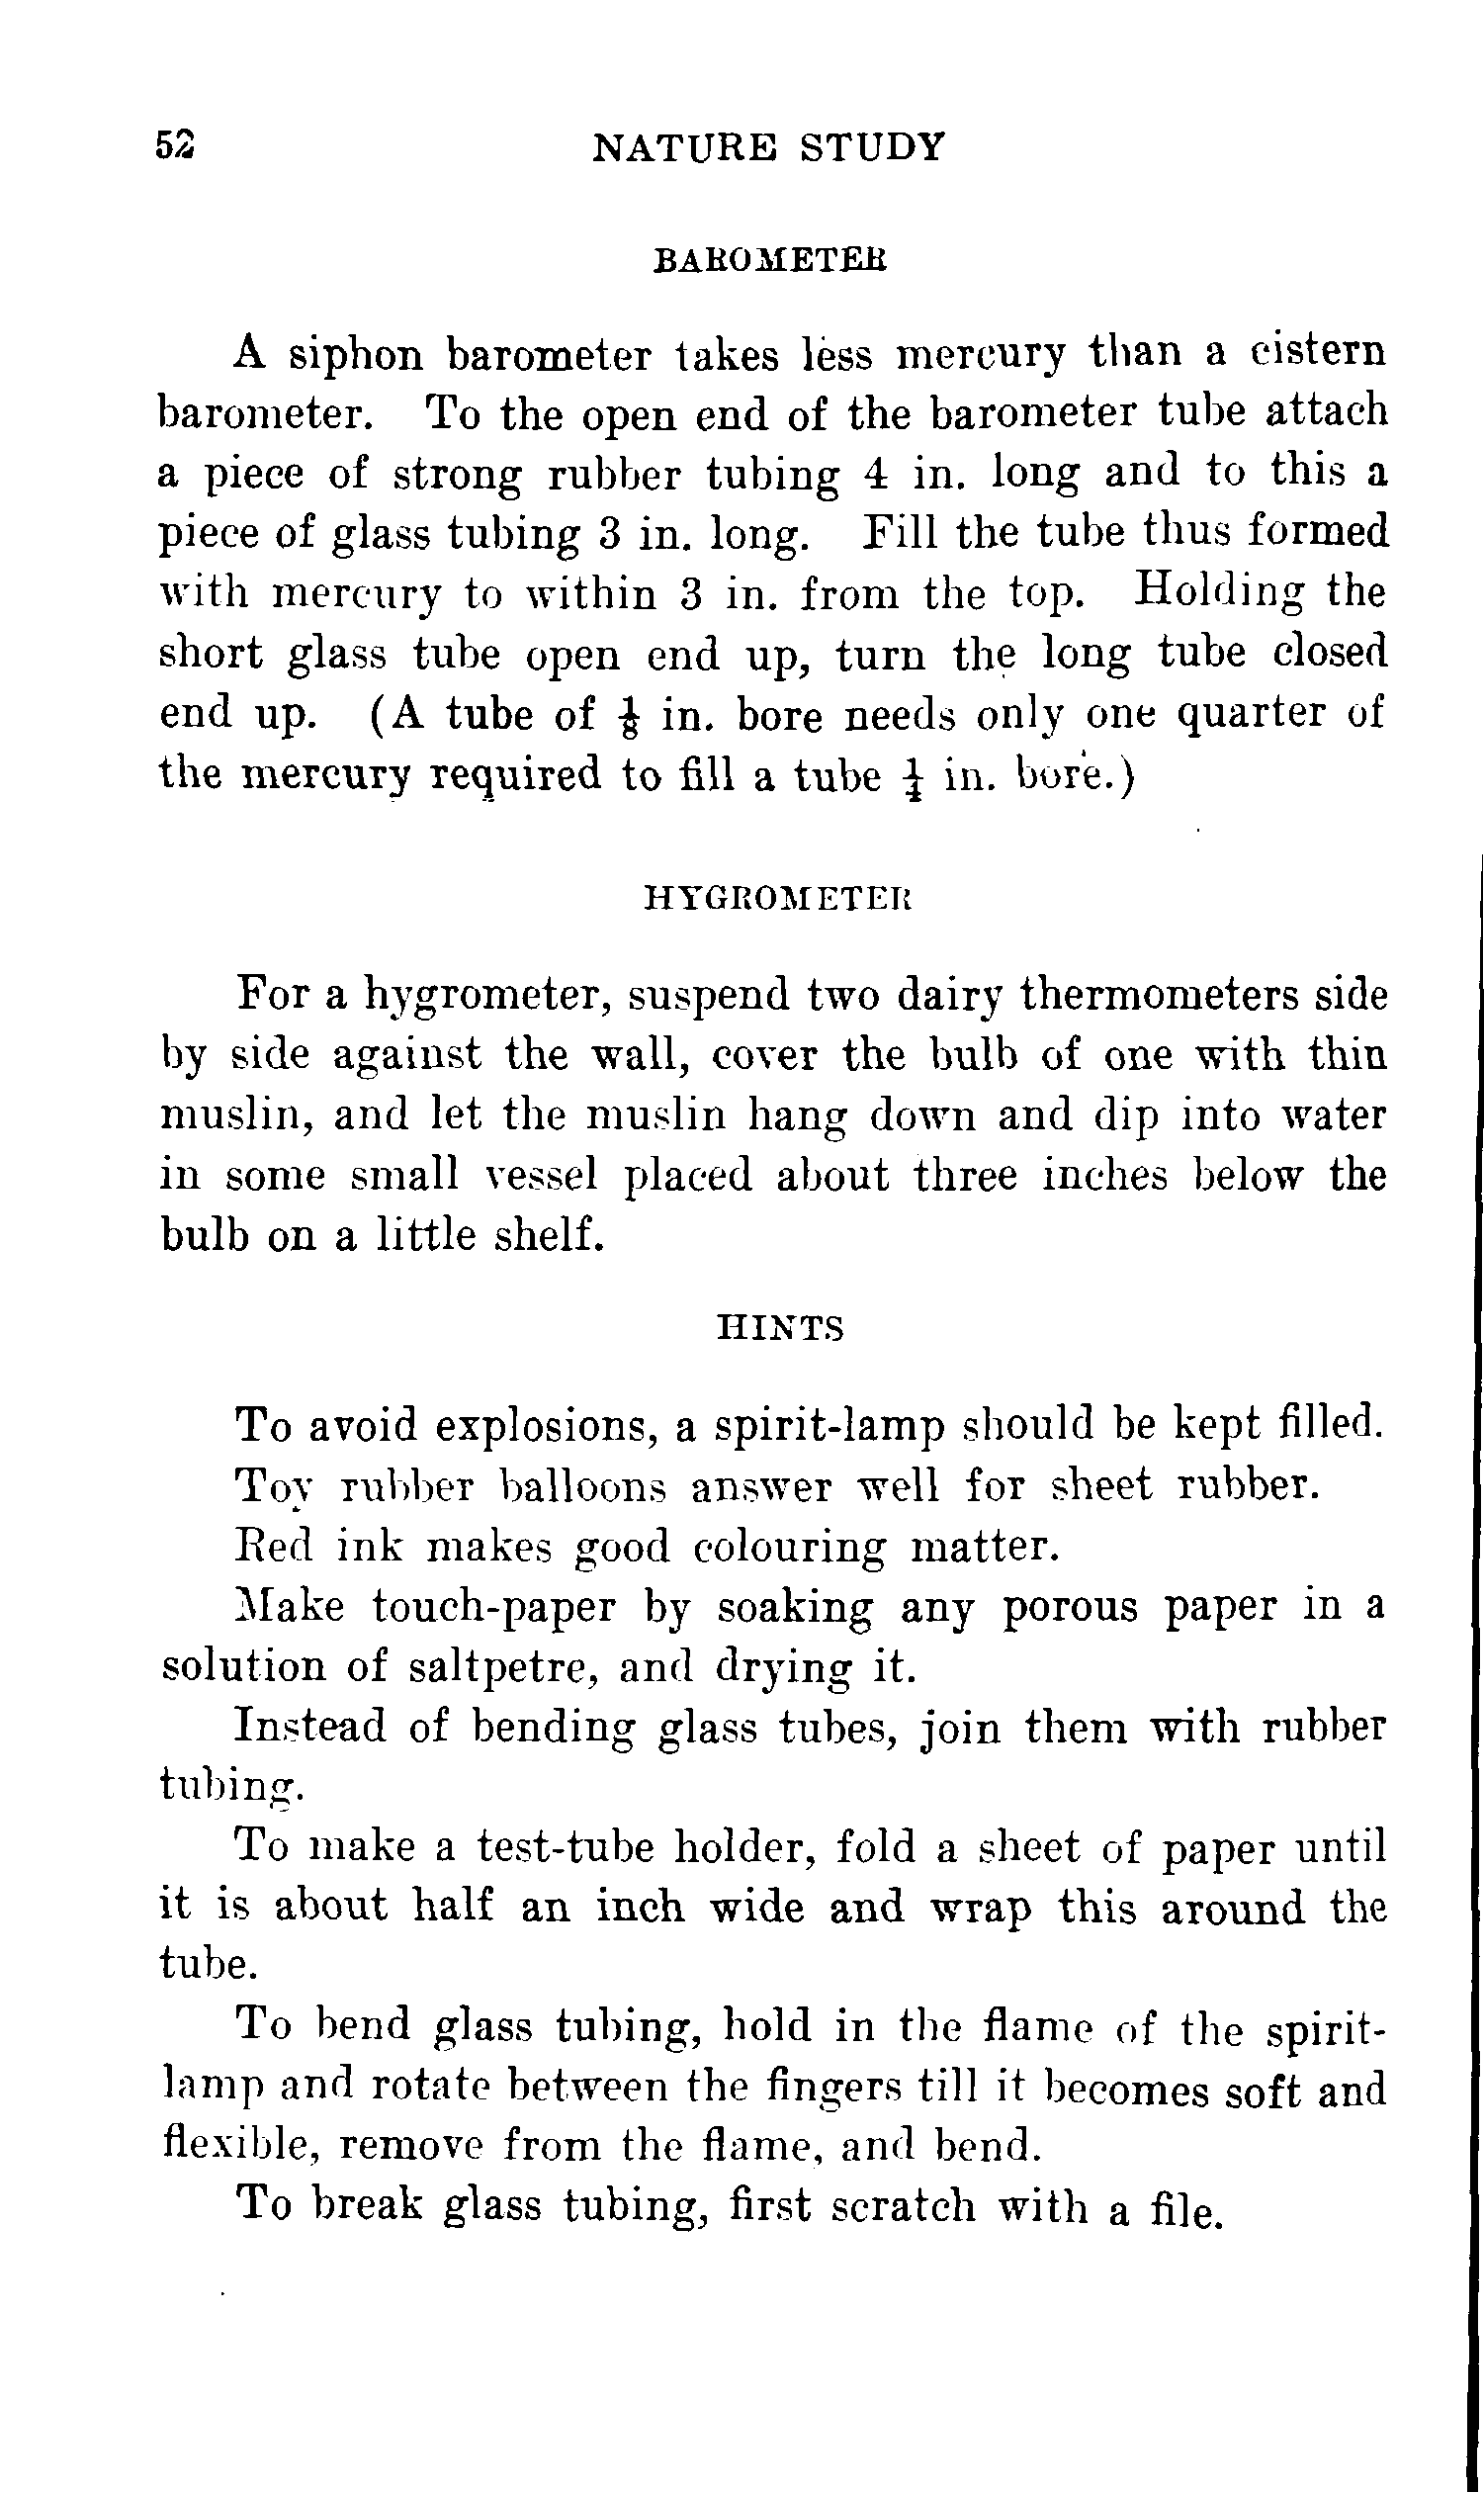 52 NATURE STUDY
BAROMETER
A siphon barometer takes less mercury than a cistern
barometer. To the open end of the barometer tube attach
a piece of strong rubber tubing 4 in. long and to this a
piece of glass tubing 3 in. long. Fill the tube thus formed
with mercury to within 3 in. from the top. Holding the
short glass tube open end up, turn the long tube closed
end up. (A tube of ⅛ in. bore needs only one quarter of
the mercury required to fill a tube ¼ in. bore.)
HYGROMETER
For a hygrometer, suspend two dairy thermometers side
by side against the wall, cover the bulb of one with thin
muslin, and let the muslin hang down and dip into water
in some small vessel placed about three inches below the
bulb on a little shelf.
HINTS
To avoid explosions, a spirit-lamp should be kept filled.
Toy rubber balloons answer well for sheet rubber.
Red ink makes good colouring matter.
Make touch-paper by soaking any porous paper in a
solution of saltpetre, and drying it.
Instead of bending glass tubes, join them with rubber
tubing.
To make a test-tube holder, fold a sheet of paper until
it is about half an inch wide and wrap this around the
tube.
To bend glass tubing, hold in the flame of the spirit-
lamp and rotate between the fingers till it becomes soft and
flexible, remove from the flame, and bend.
To break glass tubing, first scratch with a file.